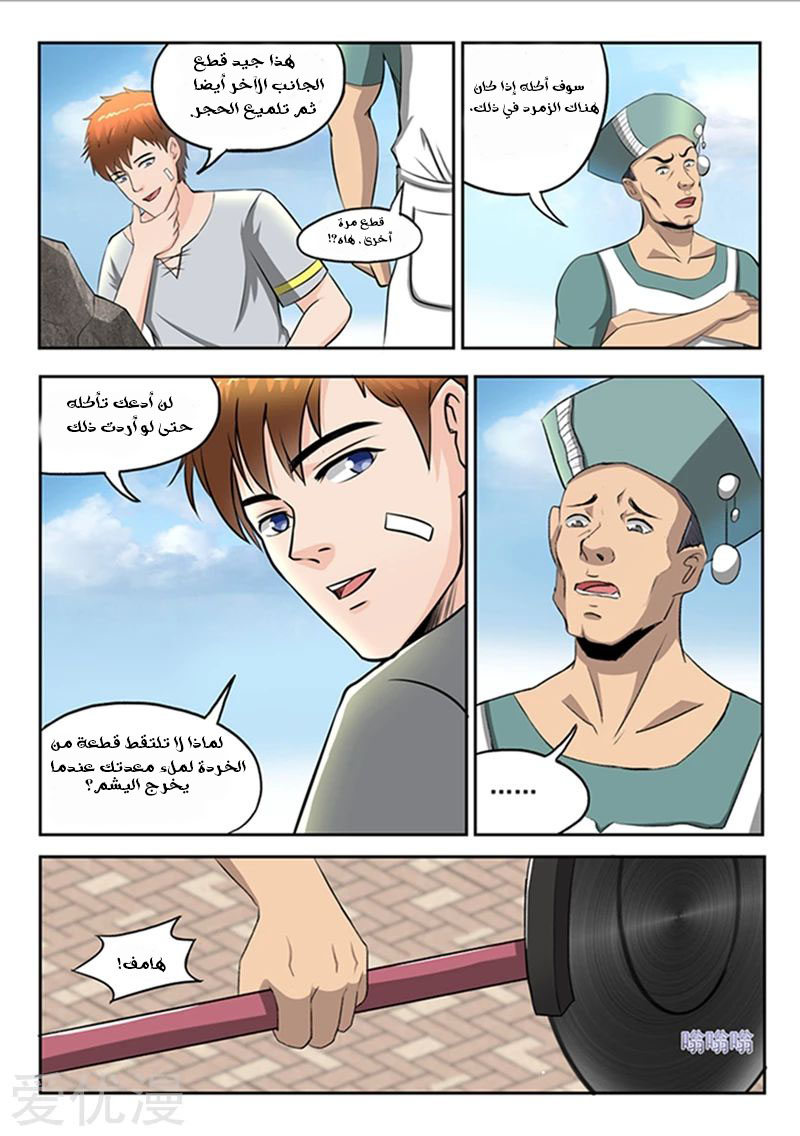 سوف أكله إذا كان
هناك الزمرد في ذلك.
هذا جيد قطع
الجانب الآخر أيضا
ثم تلميع الحجر.
قطع مرة
أخرى، هاه؟!
......
لن أدعك تأكله
حتى لو أردت ذلك
لماذا لا تلتقط قطعة من
الخردة لملء معدتك عندما
يخرج اليشم؟
هامف!
嗡嗡嗡
爱优漫